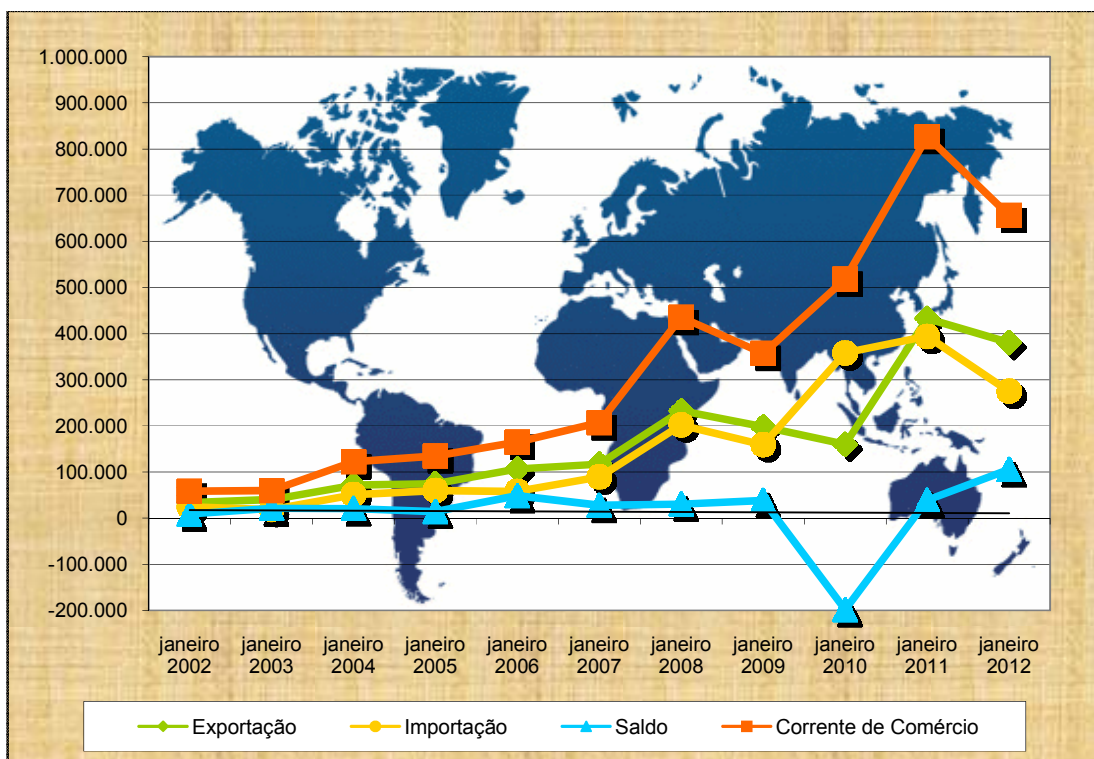 1.000.000
900.000
800.000
700.000
600.000
500.000
400.000
300.000
200.000
100.000
0
-100.000
-200.000
janeiro 2002
janeiro 2003
janeiro 2004
janeiro 2005
janeiro 2006
janeiro 2007
janeiro 2008
janeiro 2009
janeiro 2010
janeiro 2011
janeiro 2012
Exportação
Importação
Saldo
Corrente de Comércio